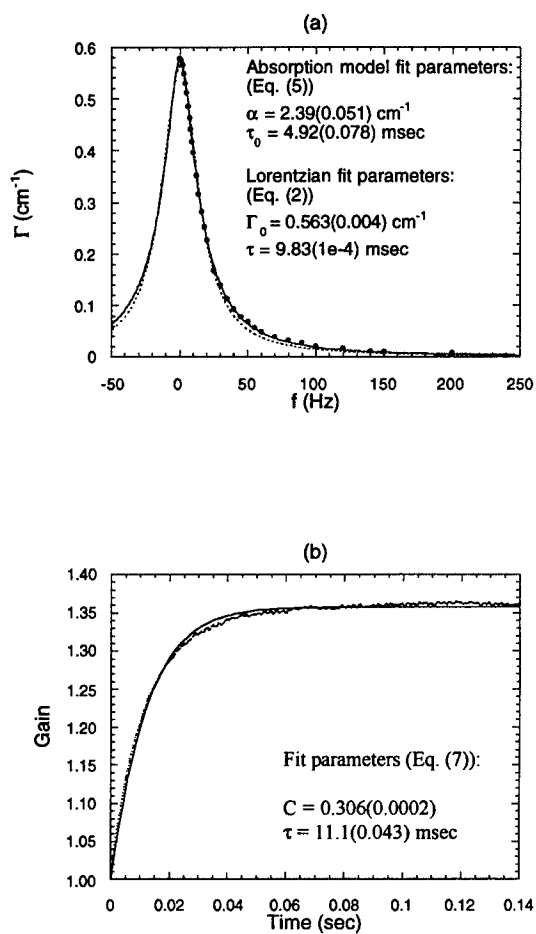 (a)
0.6
0.5
0.4
0.3
0.2
0.1
0
Γ (cm⁻¹)
Absorption model fit parameters:
(Eq. (5))
α = 2.39(0.051) cm⁻¹
τ₀ = 4.92(0.078) msec
Lorentzian fit parameters:
(Eq. (2))
Γ₀ = 0.563(0.004) cm⁻¹
τ = 9.83(1e-4) msec
-50 0 50 100 150 200 250
f (Hz)
(b)
1.40
1.35
1.30
1.25
1.20
1.15
1.10
1.05
1.00
Gain
Fit parameters (Eq. (7)):
C = 0.306(0.0002)
τ = 11.1(0.043) msec
0 0.02 0.04 0.06 0.08 0.1 0.12 0.14
Time (sec)